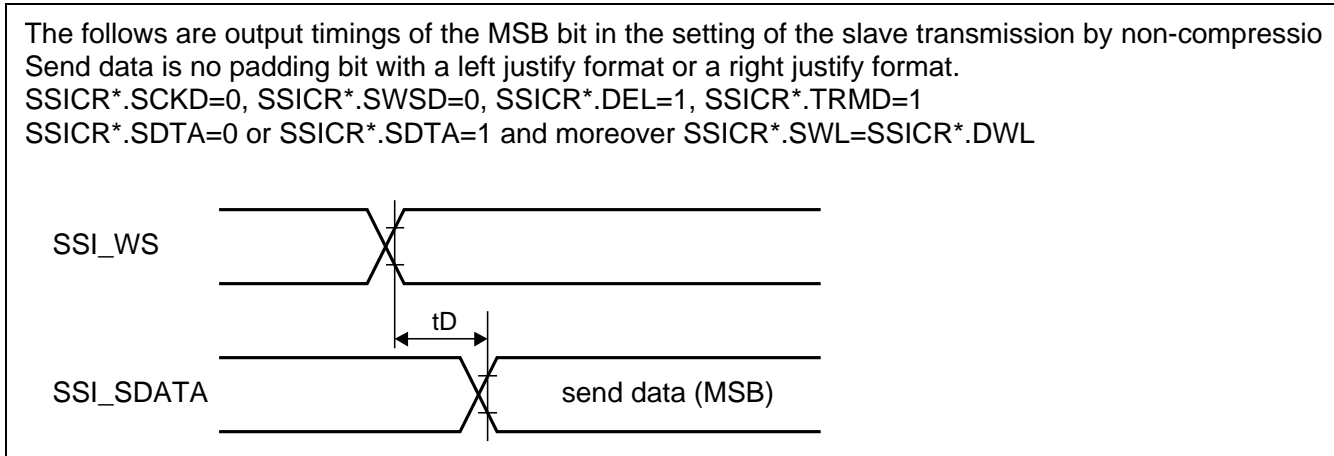 The follows are output timings of the MSB bit in the setting of the slave transmission by non-compressio
Send data is no padding bit with a left justify format or a right justify format.
SSICR*.SCKD=0, SSICR*.SWSD=0, SSICR*.DEL=1, SSICR*.TRMD=1
SSICR*.SDTA=0 or SSICR*.SDTA=1 and moreover SSICR*.SWL=SSICR*.DWL
SSI_WS
tD
SSI_SDATA
send data (MSB)